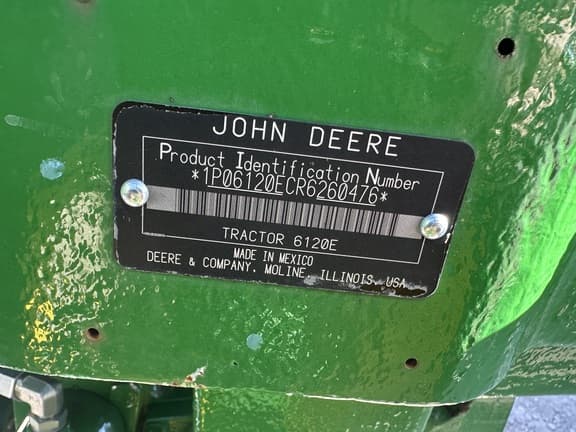 JOHN DEERE
Product Identification Number
*1P06120ECR6260476*
TRACTOR 6120E
MADE IN MEXICO
DEERE & COMPANY, MOLINE, ILLINOIS, USA